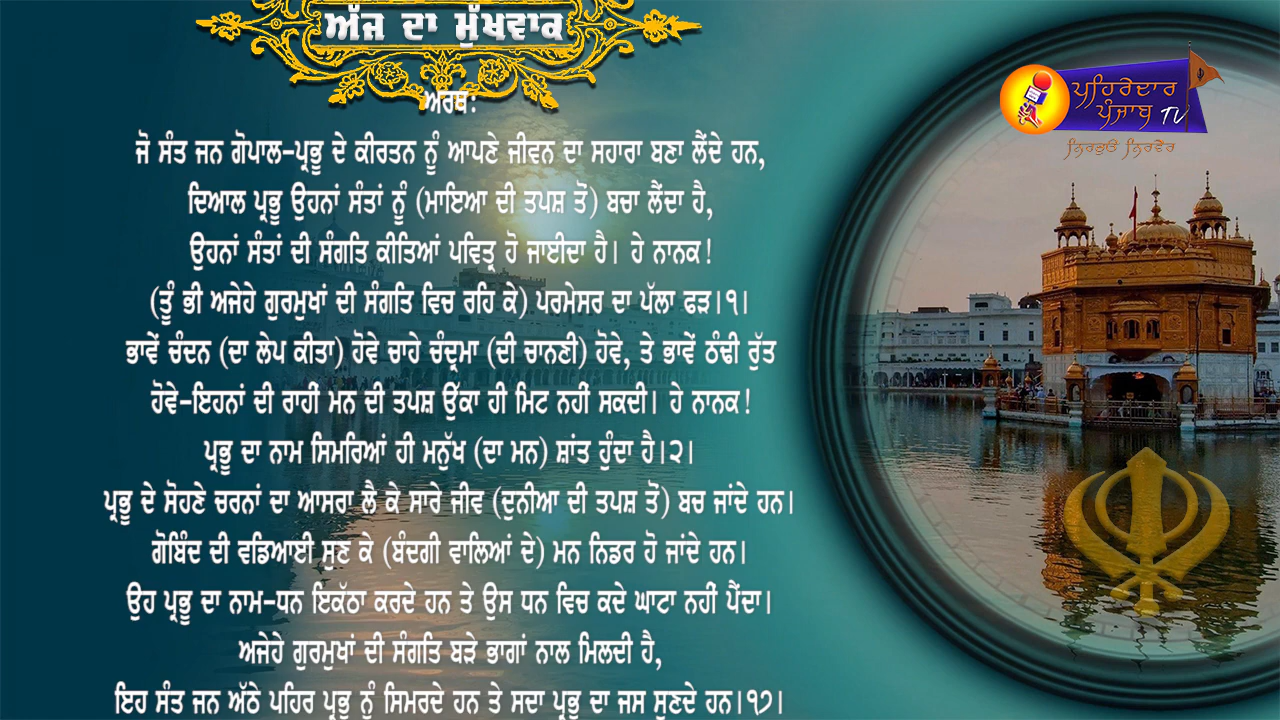 ਅੱਜ ਦਾ ਮੁੱਖਵਾਕ
ਪਹਿਰੇਦਾਰ
ਪੰਜਾਬ TV
ਨਿਰਭਉ ਨਿਰਵੈਰ
ਅਰਥ:
ਜੋ ਸੰਤ ਜਨ ਗੋਪਾਲ-ਪ੍ਰਭੂ ਦੇ ਕੀਰਤਨ ਨੂੰ ਆਪਣੇ ਜੀਵਨ ਦਾ ਸਹਾਰਾ ਬਣਾ ਲੈਂਦੇ ਹਨ,
ਦਿਆਲ ਪ੍ਰਭੂ ਉਹਨਾਂ ਸੰਤਾਂ ਨੂੰ (ਮਾਇਆ ਦੀ ਤਪਸ਼ ਤੋਂ) ਬਚਾ ਲੈਂਦਾ ਹੈ,
ਉਹਨਾਂ ਸੰਤਾਂ ਦੀ ਸੰਗਤਿ ਕੀਤਿਆਂ ਪਵਿਤ੍ਰ ਹੋ ਜਾਈਦਾ ਹੈ। ਹੇ ਨਾਨਕ!
(ਤੂੰ ਭੀ ਅਜੇਹੇ ਗੁਰਮੁਖਾਂ ਦੀ ਸੰਗਤਿ ਵਿਚ ਰਹਿ ਕੇ) ਪਰਮੇਸਰ ਦਾ ਪੱਲਾ ਫੜ।੧।
ਭਾਵੇਂ ਚੰਦਨ (ਦਾ ਲੇਪ ਕੀਤਾ) ਹੋਵੇ ਚਾਹੇ ਚੰਦ੍ਰਮਾ (ਦੀ ਚਾਨਣੀ) ਹੋਵੇ, ਤੇ ਭਾਵੇਂ ਠੰਢੀ ਰੁੱਤ
ਹੋਵੇ-ਇਹਨਾਂ ਦੀ ਰਾਹੀਂ ਮਨ ਦੀ ਤਪਸ਼ ਉੱਕਾ ਹੀ ਮਿਟ ਨਹੀਂ ਸਕਦੀ। ਹੇ ਨਾਨਕ!
ਪ੍ਰਭੂ ਦਾ ਨਾਮ ਸਿਮਰਿਆਂ ਹੀ ਮਨੁੱਖ (ਦਾ ਮਨ) ਸ਼ਾਂਤ ਹੁੰਦਾ ਹੈ।੨।
ਪ੍ਰਭੂ ਦੇ ਸੋਹਣੇ ਚਰਨਾਂ ਦਾ ਆਸਰਾ ਲੈ ਕੇ ਸਾਰੇ ਜੀਵ (ਦੁਨੀਆ ਦੀ ਤਪਸ਼ ਤੋਂ) ਬਚ ਜਾਂਦੇ ਹਨ।
ਗੋਬਿੰਦ ਦੀ ਵਡਿਆਈ ਸੁਣ ਕੇ (ਬੰਦਗੀ ਵਾਲਿਆਂ ਦੇ) ਮਨ ਨਿਡਰ ਹੋ ਜਾਂਦੇ ਹਨ।
ਉਹ ਪ੍ਰਭੂ ਦਾ ਨਾਮ-ਧਨ ਇਕੱਠਾ ਕਰਦੇ ਹਨ ਤੇ ਉਸ ਧਨ ਵਿਚ ਕਦੇ ਘਾਟਾ ਨਹੀਂ ਪੈਂਦਾ।
ਅਜੇਹੇ ਗੁਰਮੁਖਾਂ ਦੀ ਸੰਗਤਿ ਬੜੇ ਭਾਗਾਂ ਨਾਲ ਮਿਲਦੀ ਹੈ,
ਇਹ ਸੰਤ ਜਨ ਅੱਠੇ ਪਹਿਰ ਪ੍ਰਭੂ ਨੂੰ ਸਿਮਰਦੇ ਹਨ ਤੇ ਸਦਾ ਪ੍ਰਭੂ ਦਾ ਜਸ ਸੁਣਦੇ ਹਨ।੧੭।